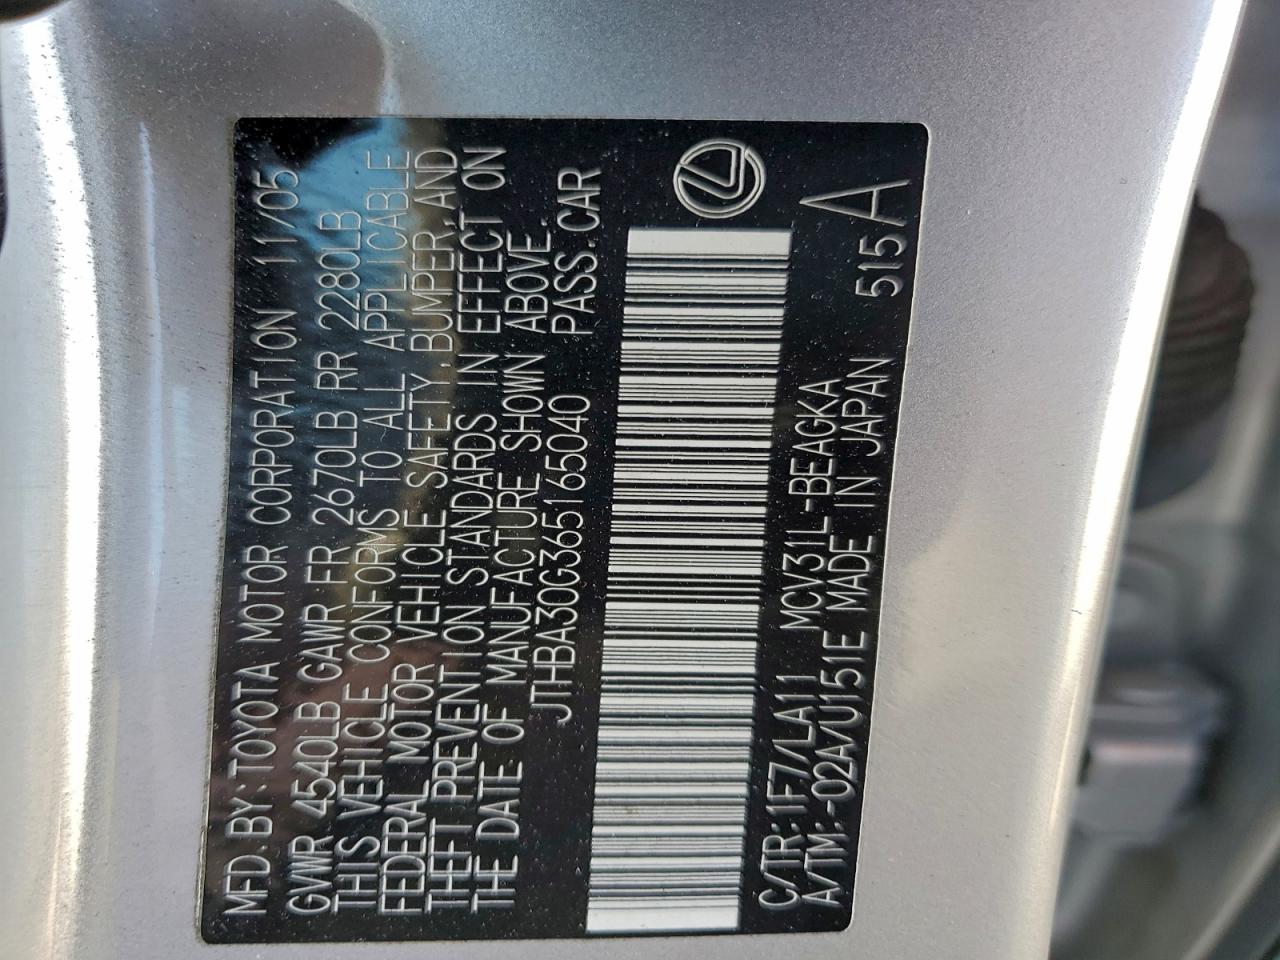 MFD.BY:TOYOTA MOTOR CORPORATION 11/05
GVWR 4540LB GAWR FR 2670LB RR 2280LB
THIS VEHICLE CONFORMS TO ALL APPLICABLE
FEDERAL MOTOR VEHICLE SAFETY,BUMPER,AND
THEFT PREVENTION STANDARDS IN EFFECT ON
THE DATE OF MANUFACTURE SHOWN ABOVE
JTHBA30G365165040 PASS.CAR
C/TR:1F7/LA11 MCV31L-BEAGKA
A/TM:-02A/U151E MADE IN JAPAN 515A